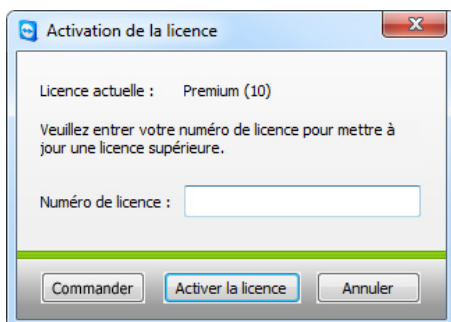 Activation de la licence
Licence actuelle : Premium (10)
Veuillez entrer votre numéro de licence pour mettre à
jour une licence supérieure.
Numéro de licence :
Commander Activer la licence Annuler